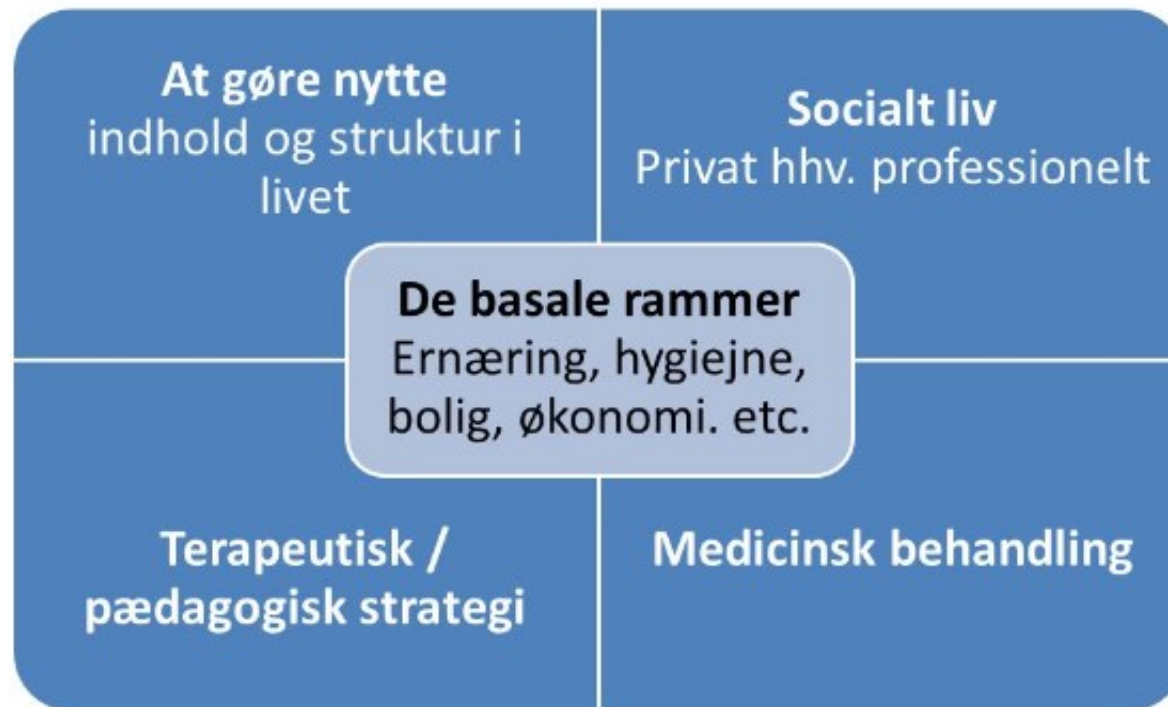 At gøre nytte
indhold og struktur i
livet
Socialt liv
Privat hhv. professionelt
De basale rammer
Ernæring, hygiejne,
bolig, økonomi. etc.
Terapeutisk /
pædagogisk strategi
Medicinsk behandling